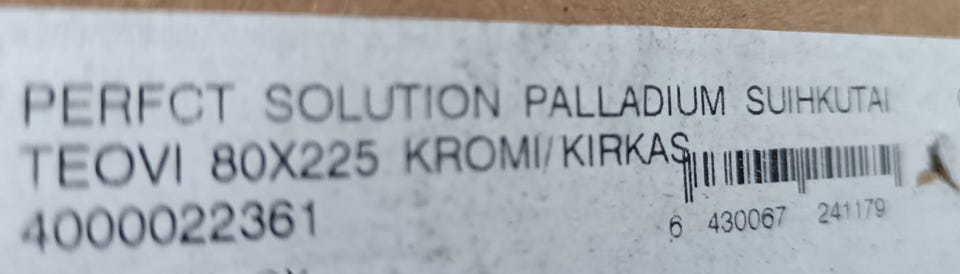 PERFCT SOLUTION PALLADIUM SUIHKUTAI
TEOVI 80X225 KROMI/KIRKAS
4000022361
6 430067 241179